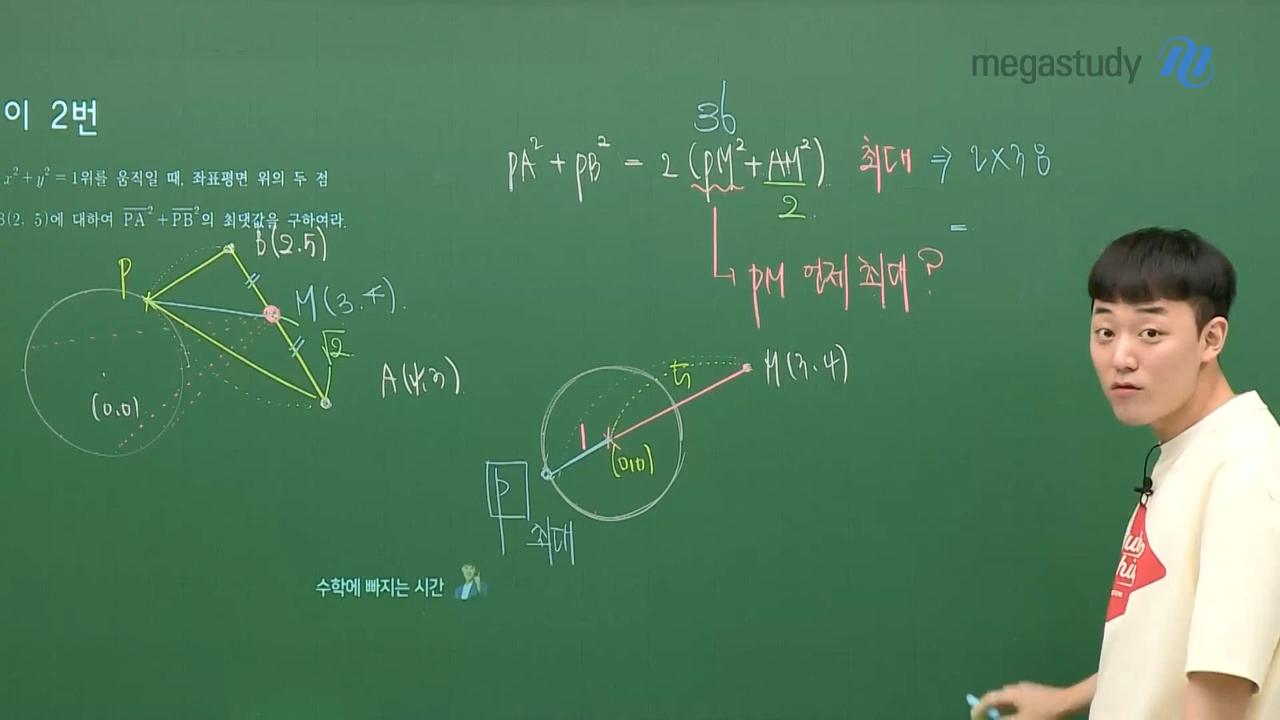 megastudy
이 2번
x²+y²=1위를 움직일 때, 좌표평면 위의 두 점
B(2, 5)에 대하여 PA²+PB²의 최댓값을 구하여라.
36
PA²+PB² = 2(PM²+AM²) 최대 ⇒ 2×38
2
=
PM 언제 최대?
P
B(2.5)
M(3.4).
√2
A(4,3)
(0.0)
M(3,4)
5
1
(0,0)
P
최대
수학에 빠지는 시간